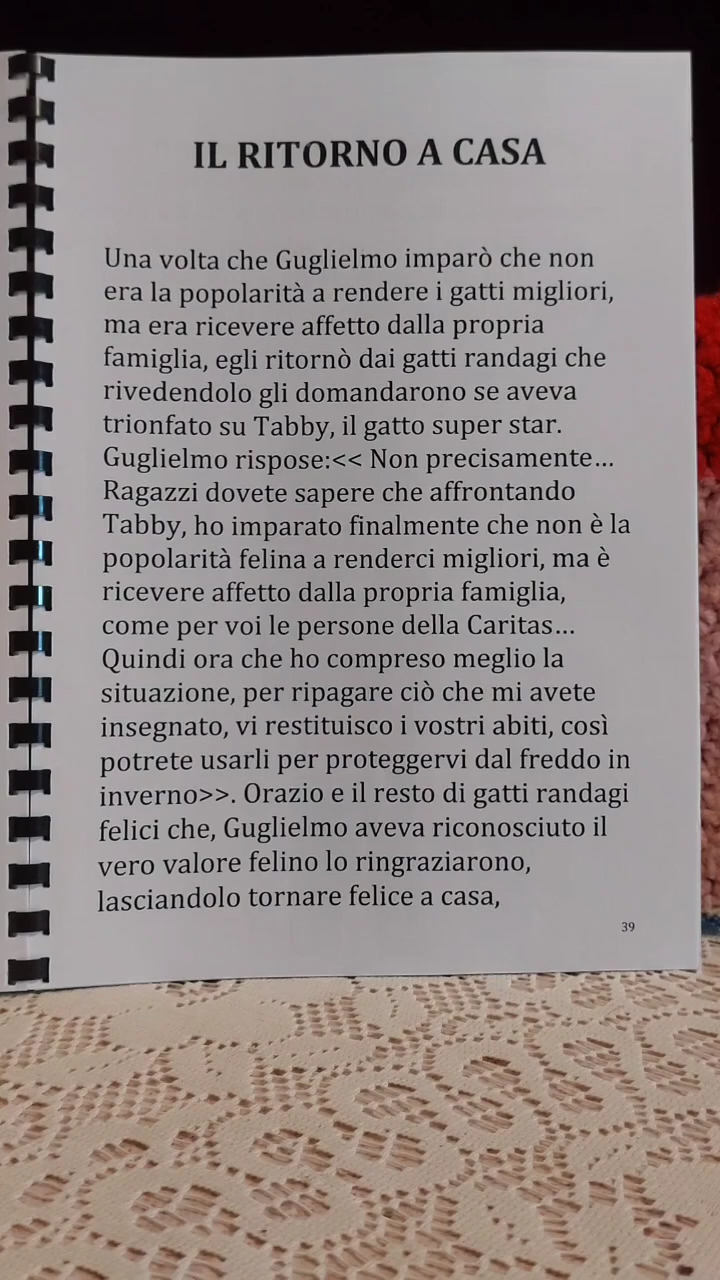 IL RITORNO A CASA
Una volta che Guglielmo imparò che non
era la popolarità a rendere i gatti migliori,
ma era ricevere affetto dalla propria
famiglia, egli ritornò dai gatti randagi che
rivedendolo gli domandarono se aveva
trionfato su Tabby, il gatto super star.
Guglielmo rispose:<< Non precisamente...
Ragazzi dovete sapere che affrontando
Tabby, ho imparato finalmente che non è la
popolarità felina a renderci migliori, ma è
ricevere affetto dalla propria famiglia,
come per voi le persone della Caritas...
Quindi ora che ho compreso meglio la
situazione, per ripagare ciò che mi avete
insegnato, vi restituisco i vostri abiti, così
potrete usarli per proteggervi dal freddo in
inverno>>. Orazio e il resto di gatti randagi
felici che, Guglielmo aveva riconosciuto il
vero valore felino lo ringraziarono,
lasciandolo tornare felice a casa,
39